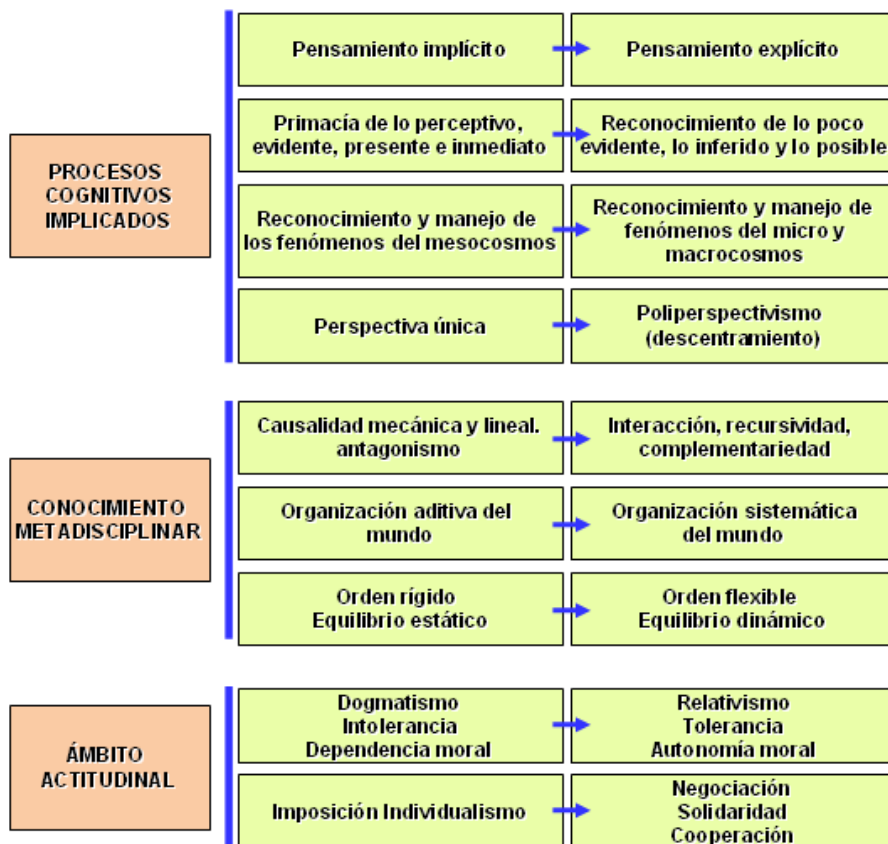 Pensamiento implícito
Pensamiento explícito
Primacía de lo perceptivo,
evidente, presente e inmediato
Reconocimiento de lo poco
evidente, lo inferido y lo posible
PROCESOS
COGNITIVOS
IMPLICADOS
Reconocimiento y manejo de
los fenómenos del mesocosmos
Reconocimiento y manejo de
fenómenos del micro y
macrocosmos
Perspectiva única
Poliperspectivismo
(descentramiento)
Causalidad mecánica y lineal.
antagonismo
Interacción, recursividad,
complementariedad
CONOCIMIENTO
METADISCIPLINAR
Organización aditiva del
mundo
Organización sistemática
del mundo
Orden rígido
Equilibrio estático
Orden flexible
Equilibrio dinámico
ÁMBITO
ACTITUDINAL
Dogmatismo
Intolerancia
Dependencia moral
Relativismo
Tolerancia
Autonomía moral
Imposición Individualismo
Negociación
Solidaridad
Cooperación